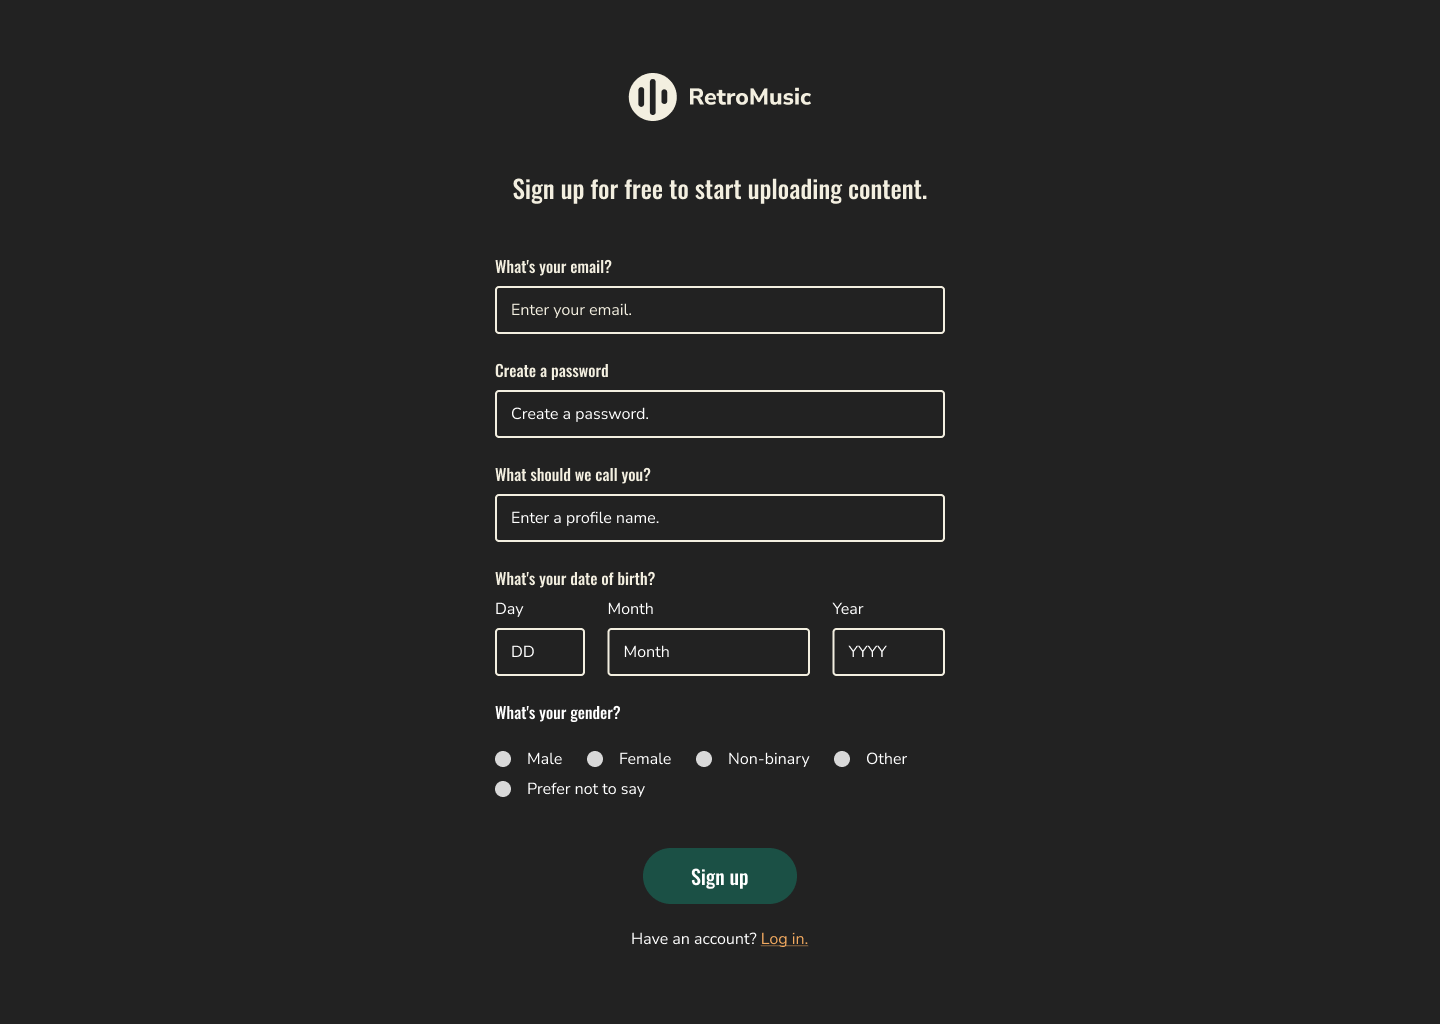 RetroMusic
Sign up for free to start uploading content.
What's your email?
Enter your email.
Create a password
Create a password.
What should we call you?
Enter a profile name.
What's your date of birth?
Day Month Year
DD Month YYYY
What's your gender?
Male Female Non-binary Other
Prefer not to say
Sign up
Have an account? Log in.